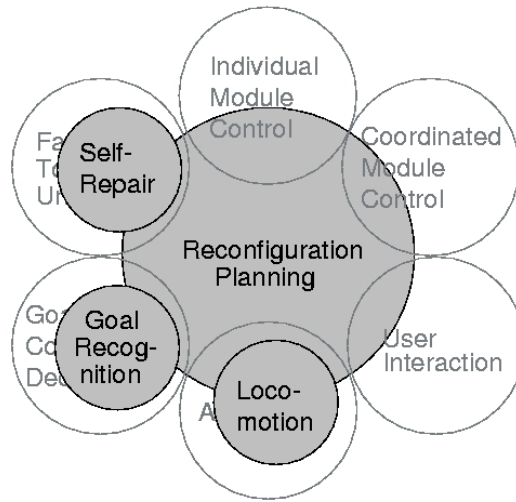 Individual
Module
Control
Self-
Repair
Coordinated
Module
Control
Reconfiguration
Planning
Goal
Recog-
nition
User
Interaction
Loco-
motion